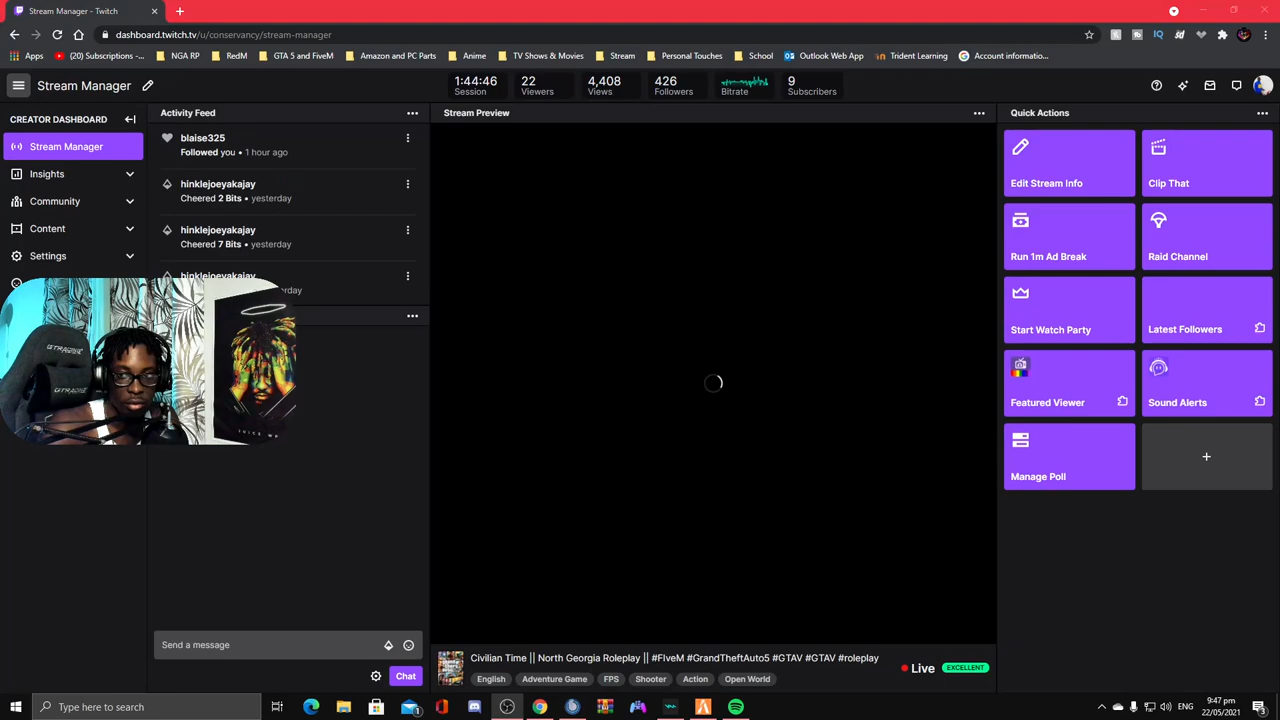 Stream Manager - Twitch
dashboard.twitch.tv/u/conservancy/stream-manager
Apps
(2) Subscriptions -...
NGA RP
RedM
GTA 5 and FiveM
Amazon and PC Parts
Anime
TV Shows & Movies
Stream
Personal Touches
School
Outlook Web App
Trident Learning
Account informatio...
Stream Manager
1:44:46
Session
22
Viewers
4,408
Views
426
Followers
Bitrate
9
Subscribers
CREATOR DASHBOARD
Stream Manager
Insights
Community
Content
Settings
Activity Feed
blaise325
Followed you • 1 hour ago
hinklejoeyakajay
Cheered 2 Bits • yesterday
hinklejoeyakajay
Cheered 7 Bits • yesterday
hinklejoeyakajay
yesterday
GTRACING
GTRACING
Send a message
Chat
Stream Preview
Civilian Time || North Georgia Roleplay || #FIveM #GrandTheftAuto5 #GTAV #GTAV #roleplay
English
Adventure Game
FPS
Shooter
Action
Open World
Live
EXCELLENT
Quick Actions
Edit Stream Info
Clip That
Run 1m Ad Break
Raid Channel
Start Watch Party
Latest Followers
Featured Viewer
Sound Alerts
Manage Poll
Type here to search
ENG
9:47 pm
22/05/2021